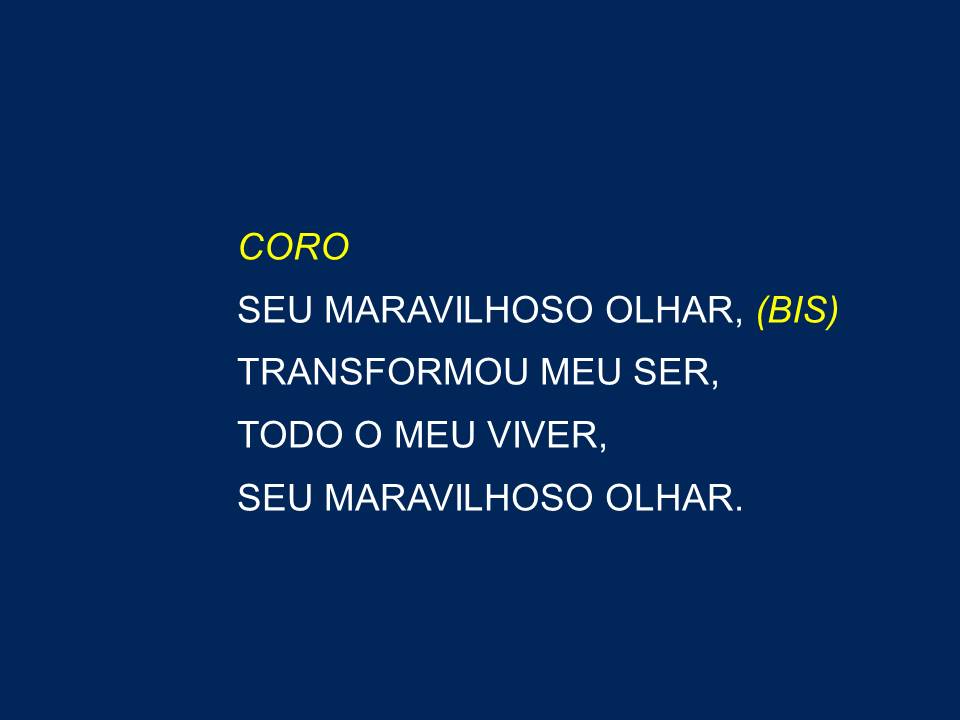 CORO
SEU MARAVILHOSO OLHAR, (BIS)
TRANSFORMOU MEU SER,
TODO O MEU VIVER,
SEU MARAVILHOSO OLHAR.